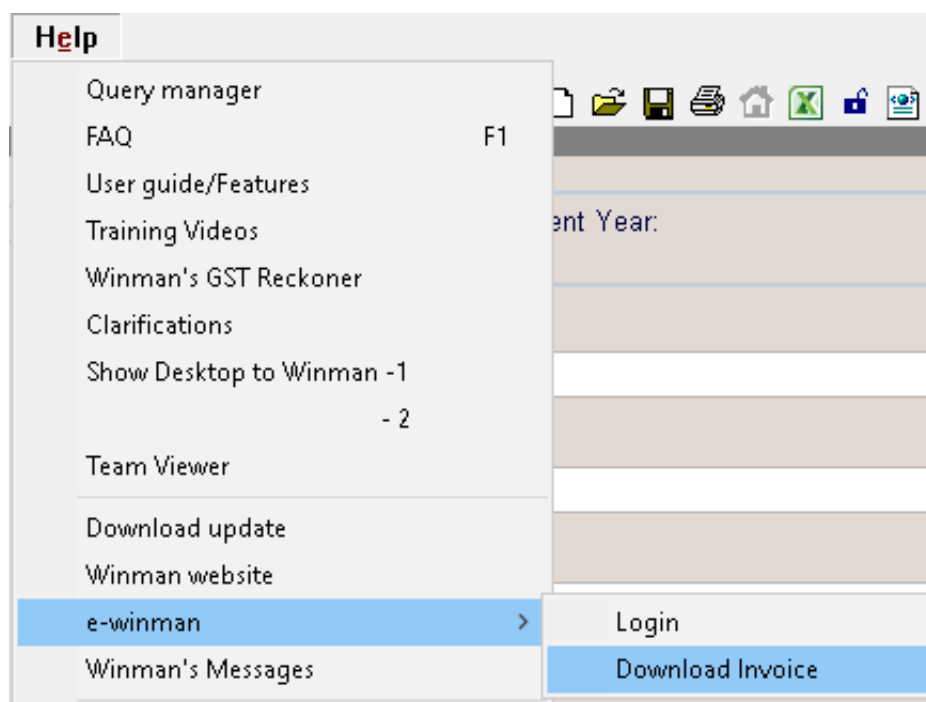 Help
Query manager
FAQ F1
User guide/Features
ent Year:
Training Videos
Winman's GST Reckoner
Clarifications
Show Desktop to Winman -1
- 2
Team Viewer
Download update
Winman website
e-winman >
Login
Winman's Messages
Download Invoice